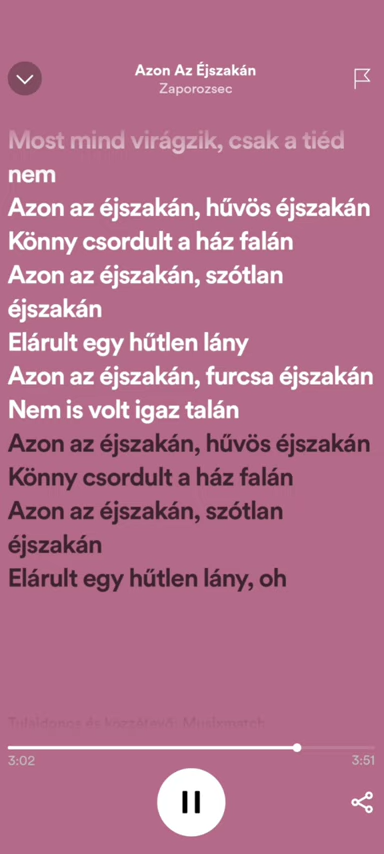 Azon Az Éjszakán
Zaporozsec
Most mind virágzik, csak a tiéd
nem
Azon az éjszakán, hűvös éjszakán
Könny csordult a ház falán
Azon az éjszakán, szótlan
éjszakán
Elárult egy hűtlen lány
Azon az éjszakán, furcsa éjszakán
Nem is volt igaz talán
Azon az éjszakán, hűvös éjszakán
Könny csordult a ház falán
Azon az éjszakán, szótlan
éjszakán
Elárult egy hűtlen lány, oh
Tulajdonos és közzétevő: Musixmatch
3:02
3:51